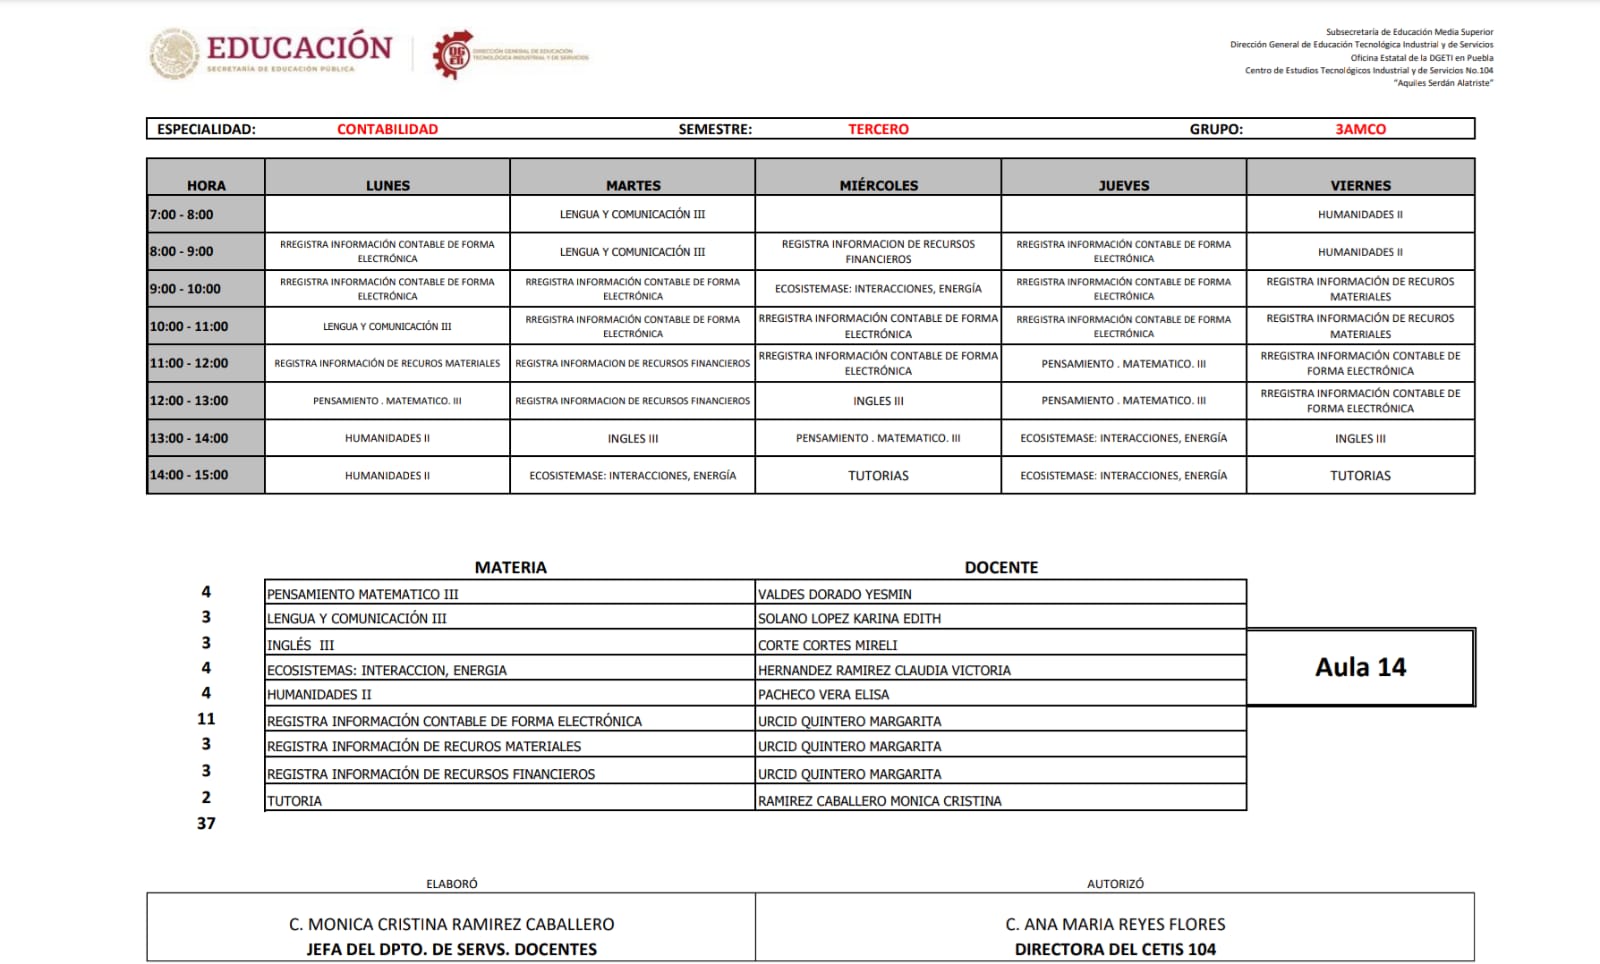 EDUCACIÓN
SECRETARÍA DE EDUCACIÓN PÚBLICA
DIRECCIÓN GENERAL DE EDUCACIÓN
TECNOLÓGICA INDUSTRIAL Y DE SERVICIOS
Subsecretaría de Educación Media Superior
Dirección General de Educación Tecnológica Industrial y de Servicios
Oficina Estatal de la DGETI en Puebla
Centro de Estudios Tecnológicos Industrial y de Servicios No.104
"Aquiles Serdán Alatriste"
ESPECIALIDAD: CONTABILIDAD SEMESTRE: TERCERO GRUPO: 3AMCO
HORA LUNES MARTES MIÉRCOLES JUEVES VIERNES
7:00 - 8:00 LENGUA Y COMUNICACIÓN III HUMANIDADES II
8:00 - 9:00 RREGISTRA INFORMACIÓN CONTABLE DE FORMA ELECTRÓNICA LENGUA Y COMUNICACIÓN III REGISTRA INFORMACION DE RECURSOS FINANCIEROS RREGISTRA INFORMACIÓN CONTABLE DE FORMA ELECTRÓNICA HUMANIDADES II
9:00 - 10:00 RREGISTRA INFORMACIÓN CONTABLE DE FORMA ELECTRÓNICA RREGISTRA INFORMACIÓN CONTABLE DE FORMA ELECTRÓNICA ECOSISTEMASE: INTERACCIONES, ENERGÍA RREGISTRA INFORMACIÓN CONTABLE DE FORMA ELECTRÓNICA REGISTRA INFORMACIÓN DE RECUROS MATERIALES
10:00 - 11:00 LENGUA Y COMUNICACIÓN III RREGISTRA INFORMACIÓN CONTABLE DE FORMA ELECTRÓNICA RREGISTRA INFORMACIÓN CONTABLE DE FORMA ELECTRÓNICA RREGISTRA INFORMACIÓN CONTABLE DE FORMA ELECTRÓNICA REGISTRA INFORMACIÓN DE RECUROS MATERIALES
11:00 - 12:00 REGISTRA INFORMACIÓN DE RECUROS MATERIALES REGISTRA INFORMACION DE RECURSOS FINANCIEROS RREGISTRA INFORMACIÓN CONTABLE DE FORMA ELECTRÓNICA PENSAMIENTO . MATEMATICO. III RREGISTRA INFORMACIÓN CONTABLE DE FORMA ELECTRÓNICA
12:00 - 13:00 PENSAMIENTO . MATEMATICO. III REGISTRA INFORMACION DE RECURSOS FINANCIEROS INGLES III PENSAMIENTO . MATEMATICO. III RREGISTRA INFORMACIÓN CONTABLE DE FORMA ELECTRÓNICA
13:00 - 14:00 HUMANIDADES II INGLES III PENSAMIENTO . MATEMATICO. III ECOSISTEMASE: INTERACCIONES, ENERGÍA INGLES III
14:00 - 15:00 HUMANIDADES II ECOSISTEMASE: INTERACCIONES, ENERGÍA TUTORIAS ECOSISTEMASE: INTERACCIONES, ENERGÍA TUTORIAS
MATERIA DOCENTE
4 PENSAMIENTO MATEMATICO III VALDES DORADO YESMIN
3 LENGUA Y COMUNICACIÓN III SOLANO LOPEZ KARINA EDITH
3 INGLÉS III CORTE CORTES MIRELI
4 ECOSISTEMAS: INTERACCION, ENERGIA HERNANDEZ RAMIREZ CLAUDIA VICTORIA
Aula 14
4 HUMANIDADES II PACHECO VERA ELISA
11 REGISTRA INFORMACIÓN CONTABLE DE FORMA ELECTRÓNICA URCID QUINTERO MARGARITA
3 REGISTRA INFORMACIÓN DE RECUROS MATERIALES URCID QUINTERO MARGARITA
3 REGISTRA INFORMACIÓN DE RECURSOS FINANCIEROS URCID QUINTERO MARGARITA
2 TUTORIA RAMIREZ CABALLERO MONICA CRISTINA
37
ELABORÓ AUTORIZÓ
C. MONICA CRISTINA RAMIREZ CABALLERO C. ANA MARIA REYES FLORES
JEFA DEL DPTO. DE SERVS. DOCENTES DIRECTORA DEL CETIS 104